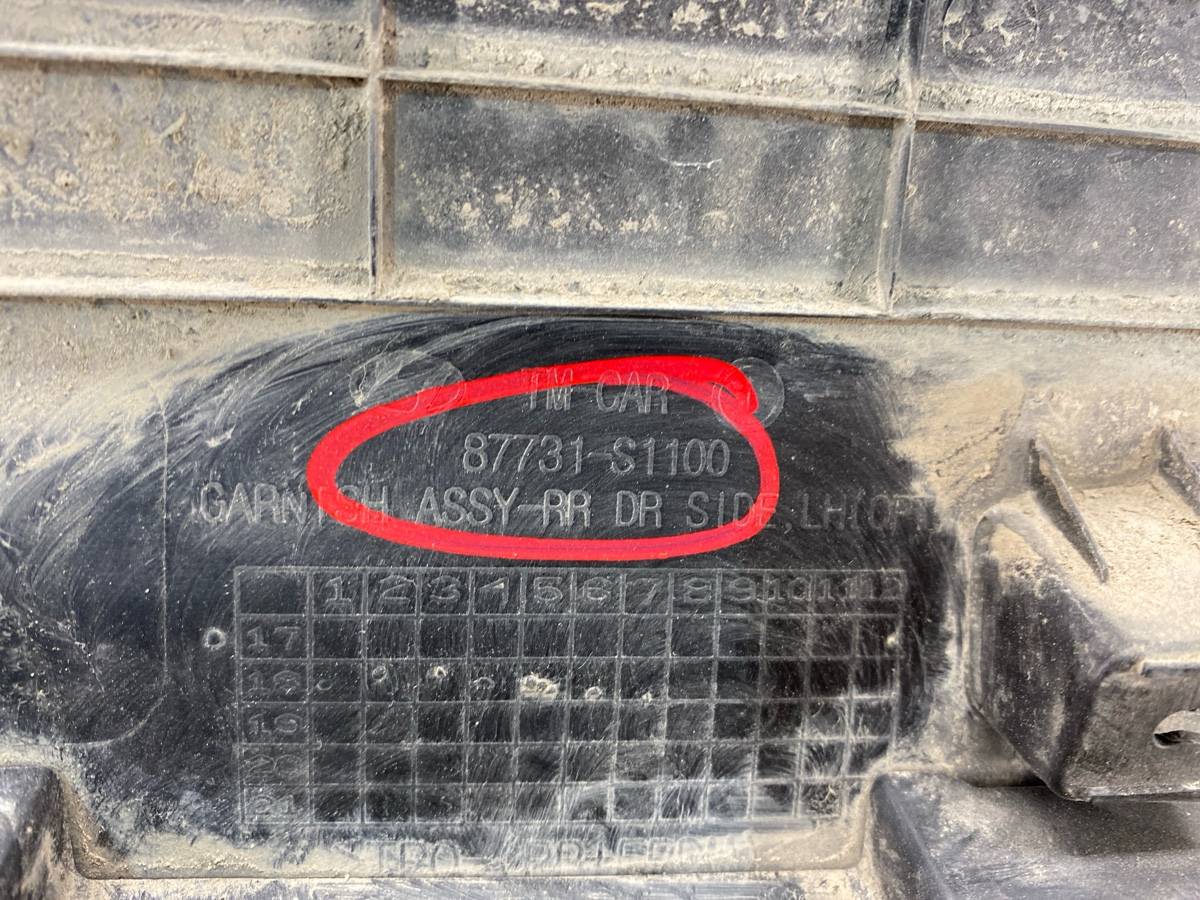 TM CAR
87731-S1100
GARNISH ASSY-RR DR SIDE,LH(OPT
1 2 3 4 5 6 7 8 9 10 11 12
17
18
19
20
21